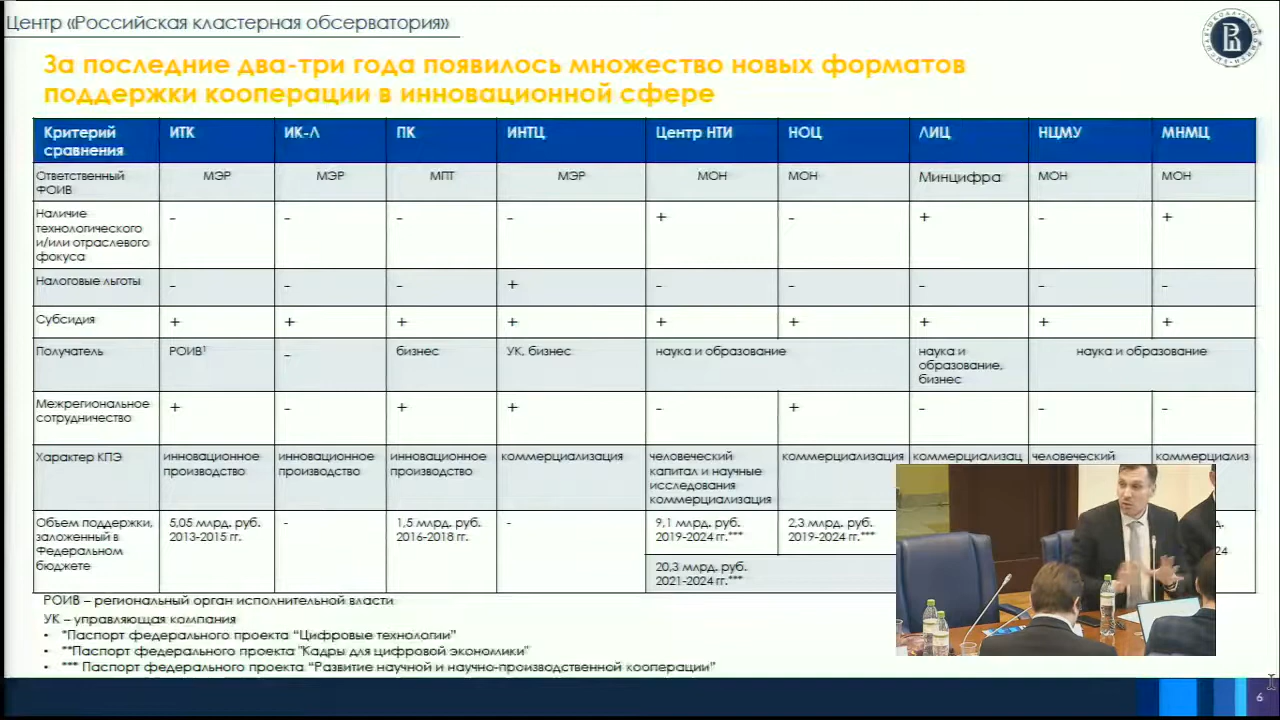 Центр «Российская кластерная обсерватория»
За последние два-три года появилось множество новых форматов
поддержки кооперации в инновационной сфере
Критерий сравнения ИТК ИК-Л ПК ИНТЦ Центр НТИ НОЦ ЛИЦ НЦМУ МНМЦ
Ответственный ФОИВ МЭР МЭР МПТ МЭР МОН МОН Минцифра МОН МОН
Наличие технологического и/или отраслевого фокуса - - - - + - + - +
Налоговые льготы - - - + - - - - -
Субсидия + + + + + + + + +
Получатель РОИВ¹ - бизнес УК, бизнес наука и образование наука и образование, бизнес наука и образование
Межрегиональное сотрудничество + - + + - + - - -
Характер КПЭ инновационное производство инновационное производство инновационное производство коммерциализация человеческий капитал и научные исследования коммерциализация коммерциализация коммерциализац человеческий коммерциализ
Объем поддержки, заложенный в Федеральном бюджете 5,05 млрд. руб. 2013-2015 гг. - 1,5 млрд. руб. 2016-2018 гг. - 9,1 млрд. руб. 2019-2024 гг.*** 2,3 млрд. руб. 2019-2024 гг.***
20,3 млрд. руб. 2021-2024 гг.***
РОИВ – региональный орган исполнительной власти
УК – управляющая компания
• *Паспорт федерального проекта “Цифровые технологии”
• **Паспорт федерального проекта "Кадры для цифровой экономики"
• *** Паспорт федерального проекта “Развитие научной и научно-производственной кооперации”
6